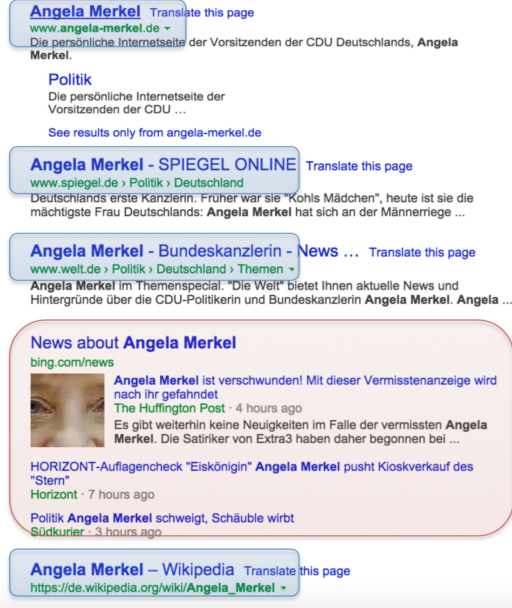 Angela Merkel Translate this page
www.angela-merkel.de
Die persönliche Internetseite der Vorsitzenden der CDU Deutschlands, Angela
Merkel.
Politik
Die persönliche Internetseite der
Vorsitzenden der CDU ...
See results only from angela-merkel.de
Angela Merkel - SPIEGEL ONLINE Translate this page
www.spiegel.de › Politik › Deutschland
Deutschlands erste Kanzlerin. Früher war sie "Kohls Mädchen", heute ist sie die
mächtigste Frau Deutschlands: Angela Merkel hat sich an der Männerriege ...
Angela Merkel - Bundeskanzlerin - News ... Translate this page
www.welt.de › Politik › Deutschland › Themen
Angela Merkel im Themenspecial. "Die Welt" bietet Ihnen aktuelle News und
Hintergründe über die CDU-Politikerin und Bundeskanzlerin Angela Merkel. Angela ...
News about Angela Merkel
bing.com/news
Angela Merkel ist verschwunden! Mit dieser Vermisstenanzeige wird
nach ihr gefahndet
The Huffington Post · 4 hours ago
Es gibt weiterhin keine Neuigkeiten im Falle der vermissten Angela
Merkel. Die Satiriker von Extra3 haben daher begonnen bei ...
HORIZONT-Auflagencheck "Eiskönigin" Angela Merkel pusht Kioskverkauf des
"Stern"
Horizont · 7 hours ago
Politik Angela Merkel schweigt, Schäuble wirbt
Südkurier · 3 hours ago
Angela Merkel – Wikipedia Translate this page
https://de.wikipedia.org/wiki/Angela_Merkel